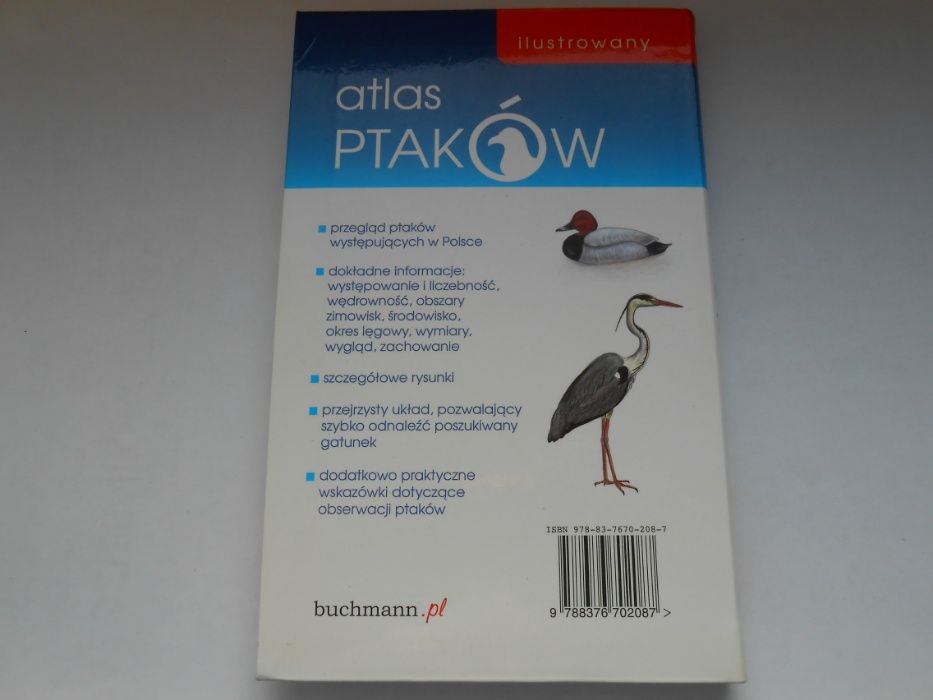 ilustrowany
atlas
PTAKÓW
przegląd ptaków
występujących w Polsce
dokładne informacje:
występowanie i liczebność,
wędrowność, obszary
zimowisk, środowisko,
okres lęgowy, wymiary,
wygląd, zachowanie
szczegółowe rysunki
przejrzysty układ, pozwalający
szybko odnaleźć poszukiwany
gatunek
dodatkowo praktyczne
wskazówki dotyczące
obserwacji ptaków
ISBN 978-83-7670-208-7
9 788376 702087 >
buchmann.pl